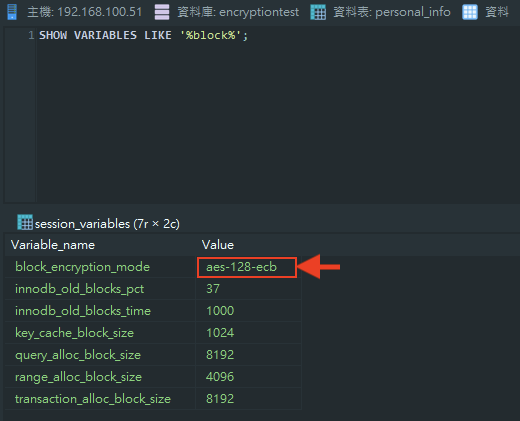 主機: 192.168.100.51 資料庫: encryptiontest 資料表: personal_info 資料
1 SHOW VARIABLES LIKE '%block%';
session_variables (7r × 2c)
Variable_name Value
block_encryption_mode aes-128-ecb
innodb_old_blocks_pct 37
innodb_old_blocks_time 1000
key_cache_block_size 1024
query_alloc_block_size 8192
range_alloc_block_size 4096
transaction_alloc_block_size 8192